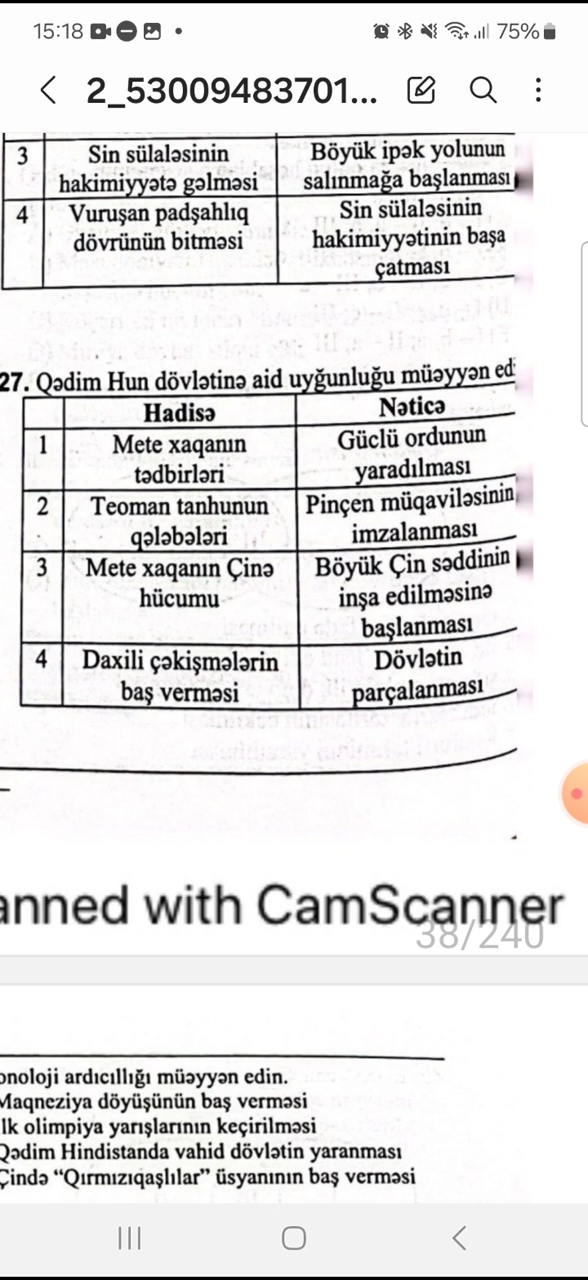 15:18
75%
2_53009483701...
3 Sin sülaləsinin hakimiyyətə gəlməsi Böyük ipək yolunun salınmağa başlanması
4 Vuruşan padşahlıq dövrünün bitməsi Sin sülaləsinin hakimiyyətinin başa çatması
27. Qədim Hun dövlətinə aid uyğunluğu müəyyən edi
Hadisə Nəticə
1 Mete xaqanın tədbirləri Güclü ordunun yaradılması
2 Teoman tanhunun qələbələri Pinçen müqaviləsinin imzalanması
3 Mete xaqanın Çinə hücumu Böyük Çin səddinin inşa edilməsinə başlanması
4 Daxili çəkişmələrin baş verməsi Dövlətin parçalanması
anned with CamScanner
38/240
onoloji ardıcıllığı müəyyən edin.
Maqneziya döyüşünün baş verməsi
lk olimpiya yarışlarının keçirilməsi
Qədim Hindistanda vahid dövlətin yaranması
Çində “Qırmızıqaşlılar” üsyanının baş verməsi